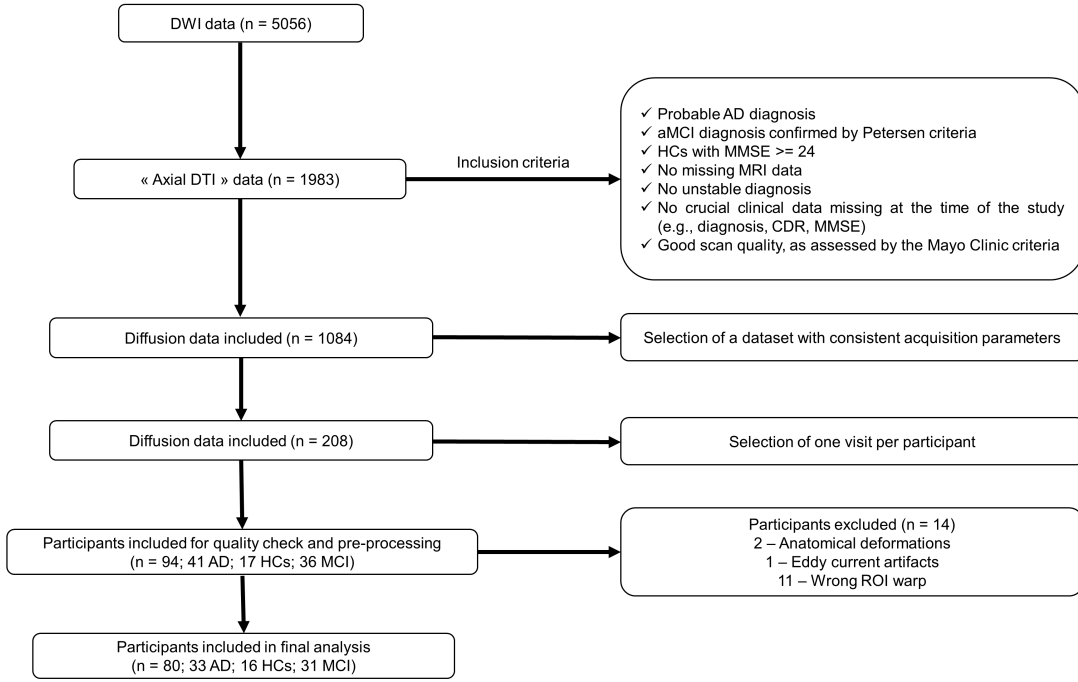 DWI data (n = 5056)
« Axial DTI » data (n = 1983)
Inclusion criteria
✓ Probable AD diagnosis
✓ aMCI diagnosis confirmed by Petersen criteria
✓ HCs with MMSE >= 24
✓ No missing MRI data
✓ No unstable diagnosis
✓ No crucial clinical data missing at the time of the study
(e.g., diagnosis, CDR, MMSE)
✓ Good scan quality, as assessed by the Mayo Clinic criteria
Diffusion data included (n = 1084)
Selection of a dataset with consistent acquisition parameters
Diffusion data included (n = 208)
Selection of one visit per participant
Participants included for quality check and pre-processing
(n = 94; 41 AD; 17 HCs; 36 MCI)
Participants excluded (n = 14)
2 – Anatomical deformations
1 – Eddy current artifacts
11 – Wrong ROI warp
Participants included in final analysis
(n = 80; 33 AD; 16 HCs; 31 MCI)